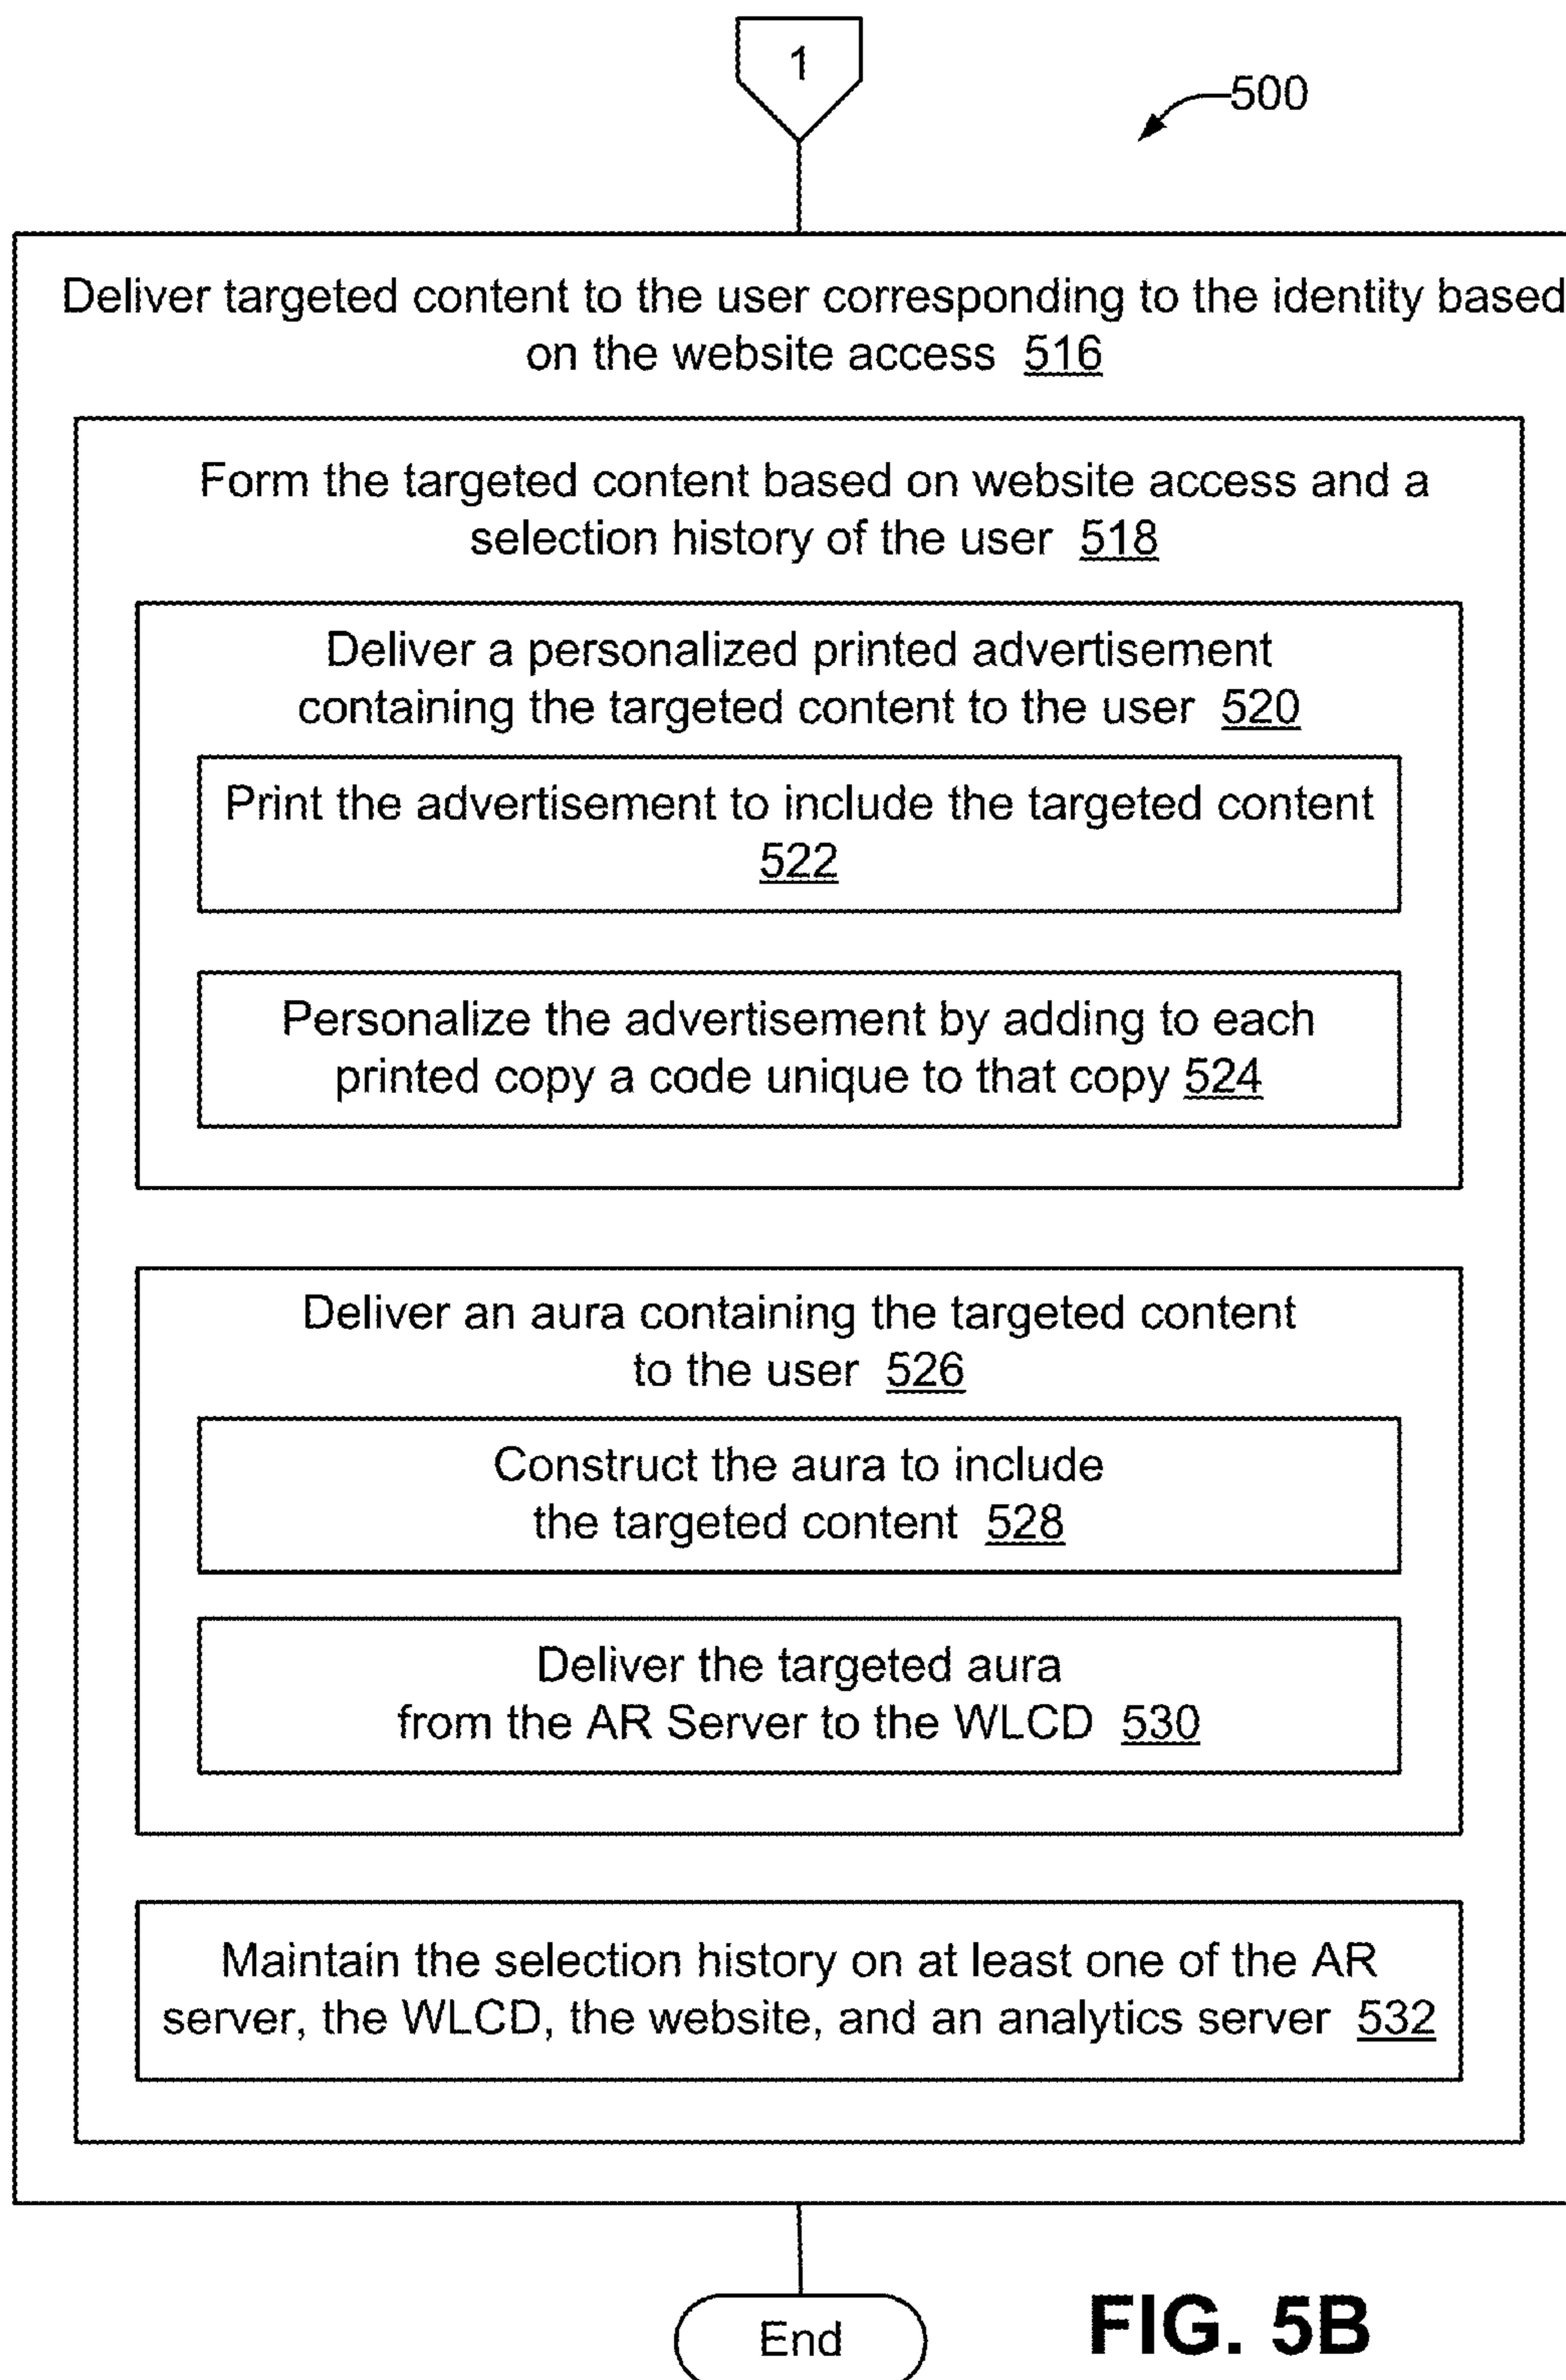 1
500
Deliver targeted content to the user corresponding to the identity based
on the website access 516
Form the targeted content based on website access and a
selection history of the user 518
Deliver a personalized printed advertisement
containing the targeted content to the user 520
Print the advertisement to include the targeted content
522
Personalize the advertisement by adding to each
printed copy a code unique to that copy 524
Deliver an aura containing the targeted content
to the user 526
Construct the aura to include
the targeted content 528
Deliver the targeted aura
from the AR Server to the WLCD 530
Maintain the selection history on at least one of the AR
server, the WLCD, the website, and an analytics server 532
End
FIG. 5B